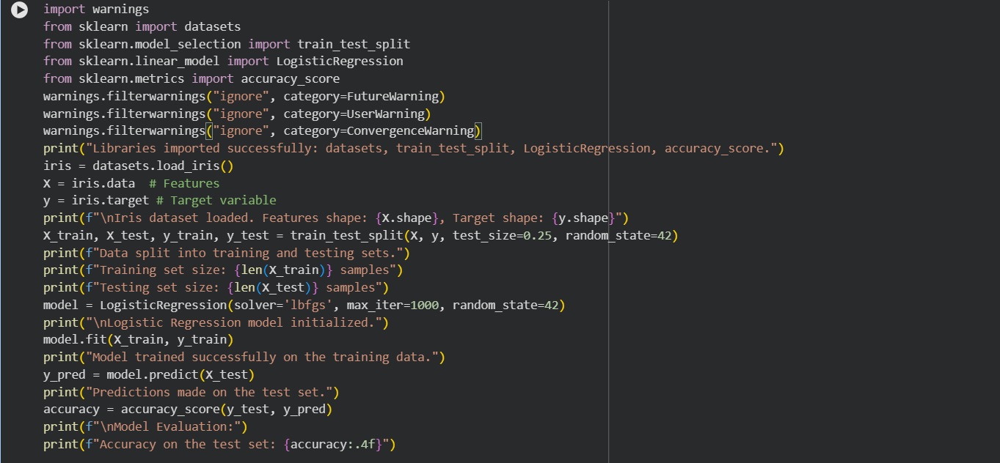 import warnings
from sklearn import datasets
from sklearn.model_selection import train_test_split
from sklearn.linear_model import LogisticRegression
from sklearn.metrics import accuracy_score
warnings.filterwarnings("ignore", category=FutureWarning)
warnings.filterwarnings("ignore", category=UserWarning)
warnings.filterwarnings("ignore", category=ConvergenceWarning)
print("Libraries imported successfully: datasets, train_test_split, LogisticRegression, accuracy_score.")
iris = datasets.load_iris()
X = iris.data  # Features
y = iris.target # Target variable
print(f"\nIris dataset loaded. Features shape: {X.shape}, Target shape: {y.shape}")
X_train, X_test, y_train, y_test = train_test_split(X, y, test_size=0.25, random_state=42)
print(f"Data split into training and testing sets.")
print(f"Training set size: {len(X_train)} samples")
print(f"Testing set size: {len(X_test)} samples")
model = LogisticRegression(solver='lbfgs', max_iter=1000, random_state=42)
print("\nLogistic Regression model initialized.")
model.fit(X_train, y_train)
print("Model trained successfully on the training data.")
y_pred = model.predict(X_test)
print("Predictions made on the test set.")
accuracy = accuracy_score(y_test, y_pred)
print(f"\nModel Evaluation:")
print(f"Accuracy on the test set: {accuracy:.4f}")